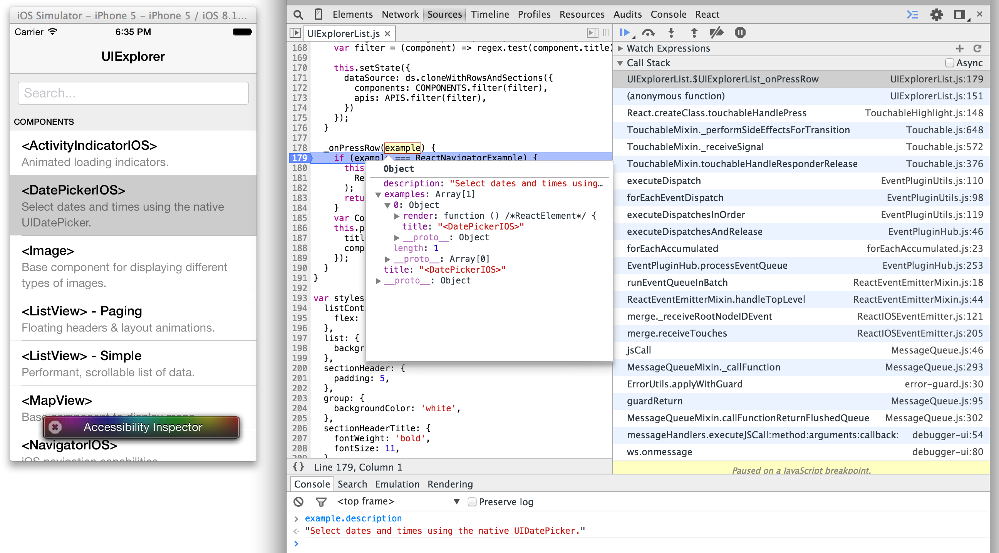 iOS Simulator – iPhone 5 – iPhone 5 / iOS 8.1...
Carrier 6:35 PM
UIExplorer
Search...
COMPONENTS
<ActivityIndicatorIOS>
Animated loading indicators.
<DatePickerIOS>
Select dates and times using the native
UIDatePicker.
<Image>
Base component for displaying different
types of images.
<ListView> - Paging
Floating headers & layout animations.
<ListView> - Simple
Performant, scrollable list of data.
<MapView>
Base component to display maps
Accessibility Inspector
<NavigatorIOS>
iOS navigation capabilities
Elements Network Sources Timeline Profiles Resources Audits Console React
UIExplorerList.js ×
168 var filter = (component) => regex.test(component.title)
169
170 this.setState({
171 dataSource: ds.cloneWithRowsAndSections({
172 components: COMPONENTS.filter(filter),
173 apis: APIS.filter(filter),
174 })
175 });
176 }
177
178 _onPressRow(example) {
179 if (example === ReactNavigatorExample) {
180 this
181 Re
182 );
183 retu
184 }
185 var Co
186 this.p
187 titl
188 comp
189 });
190 }
191 }
192
193 var styles
194 listCont
195 flex:
196 },
197 list: {
198 backgr
199 },
200 sectionHeader: {
201 padding: 5,
202 },
203 group: {
204 backgroundColor: 'white',
205 },
206 sectionHeaderTitle: {
207 fontWeight: 'bold',
208 fontSize: 11,
209 }
Object
description: "Select dates and times using…
examples: Array[1]
0: Object
render: function () /*ReactElement*/ {
title: "<DatePickerIOS>"
__proto__: Object
length: 1
__proto__: Array[0]
title: "<DatePickerIOS>"
__proto__: Object
{} Line 179, Column 1
Watch Expressions
Call Stack Async
UIExplorerList.$UIExplorerList_onPressRow UIExplorerList.js:179
(anonymous function) UIExplorerList.js:151
React.createClass.touchableHandlePress TouchableHighlight.js:148
TouchableMixin._performSideEffectsForTransition Touchable.js:648
TouchableMixin._receiveSignal Touchable.js:572
TouchableMixin.touchableHandleResponderRelease Touchable.js:376
executeDispatch EventPluginUtils.js:110
forEachEventDispatch EventPluginUtils.js:98
executeDispatchesInOrder EventPluginUtils.js:119
executeDispatchesAndRelease EventPluginHub.js:46
forEachAccumulated forEachAccumulated.js:23
EventPluginHub.processEventQueue EventPluginHub.js:253
runEventQueueInBatch ReactEventEmitterMixin.js:18
ReactEventEmitterMixin.handleTopLevel ReactEventEmitterMixin.js:44
merge._receiveRootNodeIDEvent ReactIOSEventEmitter.js:121
merge.receiveTouches ReactIOSEventEmitter.js:205
jsCall MessageQueue.js:46
MessageQueueMixin._callFunction MessageQueue.js:293
ErrorUtils.applyWithGuard error-guard.js:30
guardReturn MessageQueue.js:95
MessageQueueMixin.callFunctionReturnFlushedQueue MessageQueue.js:302
messageHandlers.executeJSCall:method:arguments:callback: debugger-ui:54
ws.onmessage debugger-ui:80
Paused on a JavaScript breakpoint.
Console Search Emulation Rendering
<top frame> Preserve log
> example.description
"Select dates and times using the native UIDatePicker."
>